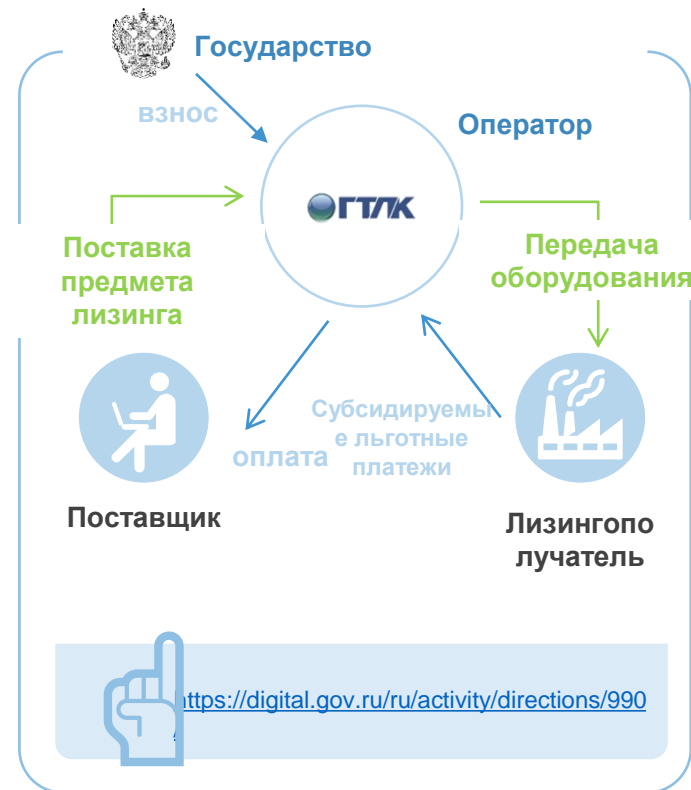 Государство
взнос
Оператор
ГТЛК
Поставка
предмета
лизинга
Передача
оборудования
Субсидируемы
е льготные
платежи
оплата
Поставщик
Лизингопо
лучатель
https://digital.gov.ru/ru/activity/directions/990
/